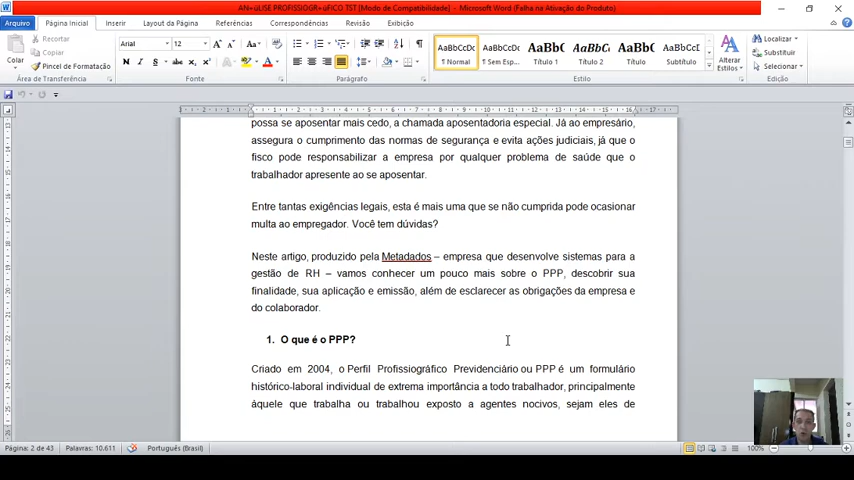 AN+üLISE PROFISSIOGR+üFICO TST [Modo de Compatibilidade] - Microsoft Word (Falha na Ativação do Produto)
Arquivo Página Inicial Inserir Layout da Página Referências Correspondências Revisão Exibição
Colar
Recortar
Copiar
Pincel de Formatação
Área de Transferência
Arial 12
Fonte
Parágrafo
AaBbCcDc AaBbCcDc AaBbC AaBbCc AaBbC AaBbCcI
¶ Normal ¶ Sem Esp... Título 1 Título 2 Título Subtítulo
Estilo
Alterar
Estilos
Localizar
Substituir
Selecionar
Edição
possa se aposentar mais cedo, a chamada aposentadoria especial. Já ao empresário,
assegura o cumprimento das normas de segurança e evita ações judiciais, já que o
fisco pode responsabilizar a empresa por qualquer problema de saúde que o
trabalhador apresente ao se aposentar.
Entre tantas exigências legais, esta é mais uma que se não cumprida pode ocasionar
multa ao empregador. Você tem dúvidas?
Neste artigo, produzido pela Metadados – empresa que desenvolve sistemas para a
gestão de RH – vamos conhecer um pouco mais sobre o PPP, descobrir sua
finalidade, sua aplicação e emissão, além de esclarecer as obrigações da empresa e
do colaborador.
1. O que é o PPP?
Criado em 2004, o Perfil Profissiográfico Previdenciário ou PPP é um formulário
histórico-laboral individual de extrema importância a todo trabalhador, principalmente
áquele que trabalha ou trabalhou exposto a agentes nocivos, sejam eles de
Página: 2 de 43 Palavras: 10.611 Português (Brasil) 100%